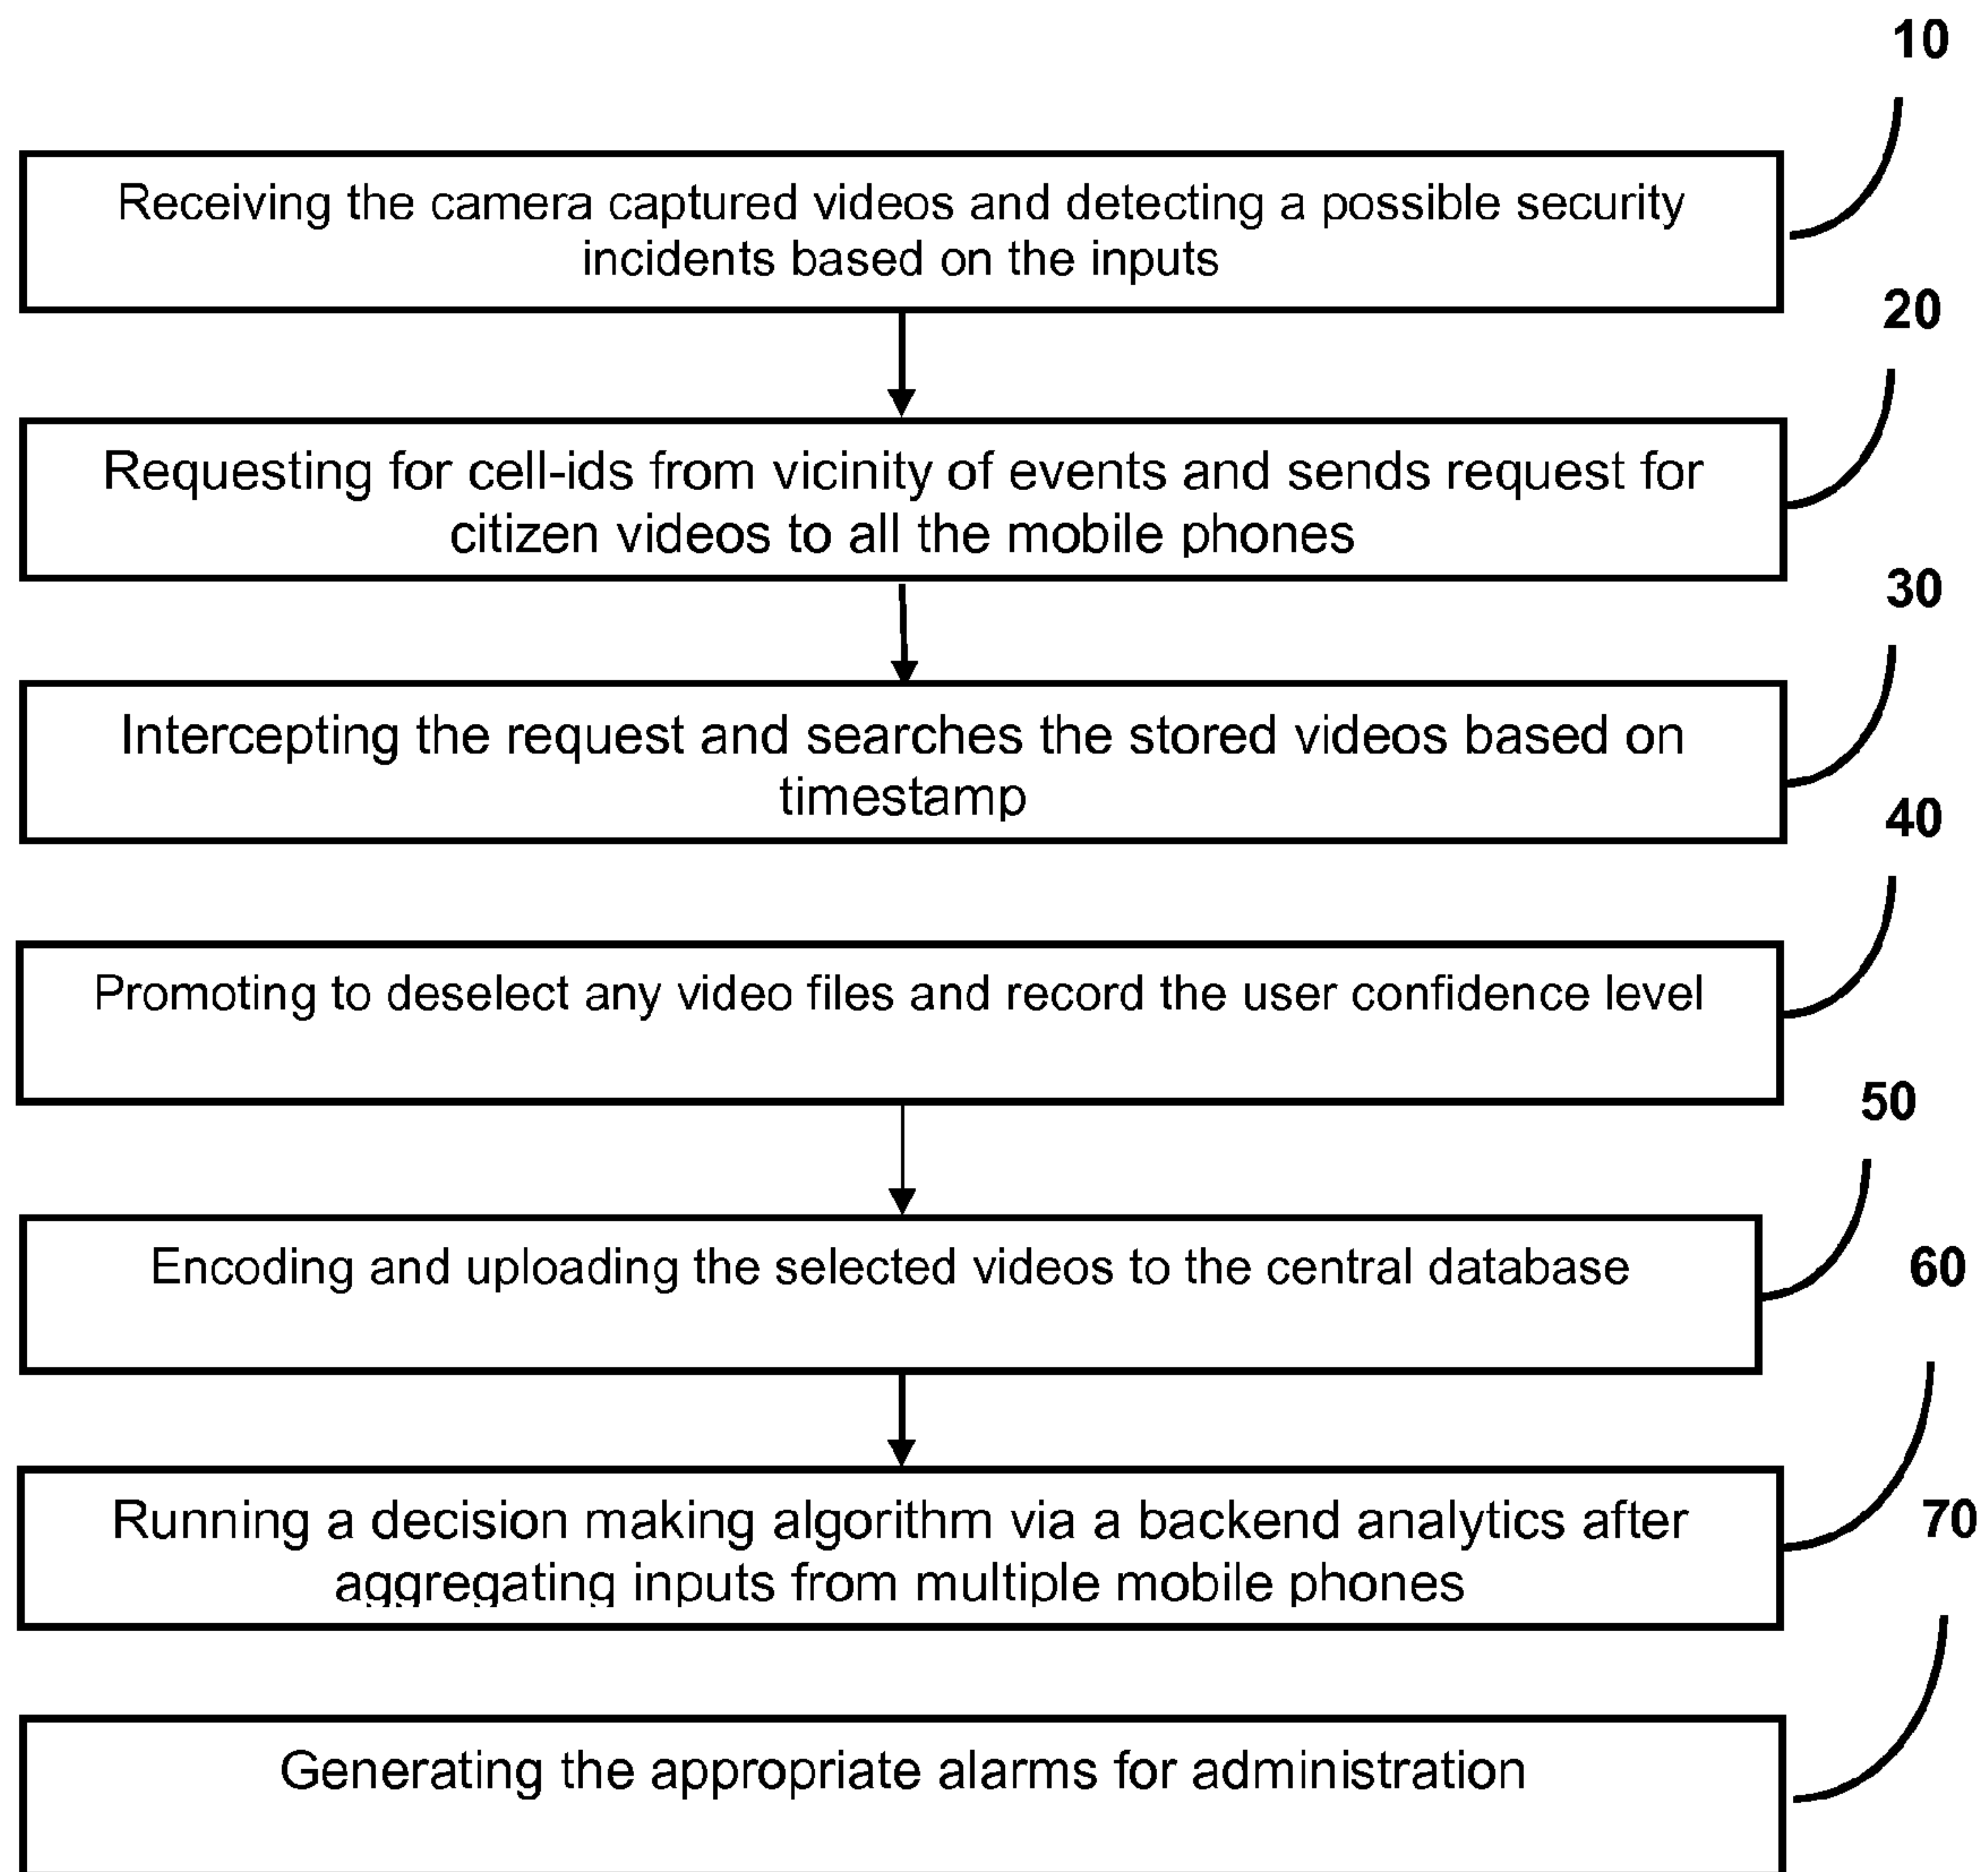 10
Receiving the camera captured videos and detecting a possible security
incidents based on the inputs
20
Requesting for cell-ids from vicinity of events and sends request for
citizen videos to all the mobile phones
30
Intercepting the request and searches the stored videos based on
timestamp
40
Promoting to deselect any video files and record the user confidence level
50
Encoding and uploading the selected videos to the central database
60
Running a decision making algorithm via a backend analytics after
aggregating inputs from multiple mobile phones
70
Generating the appropriate alarms for administration